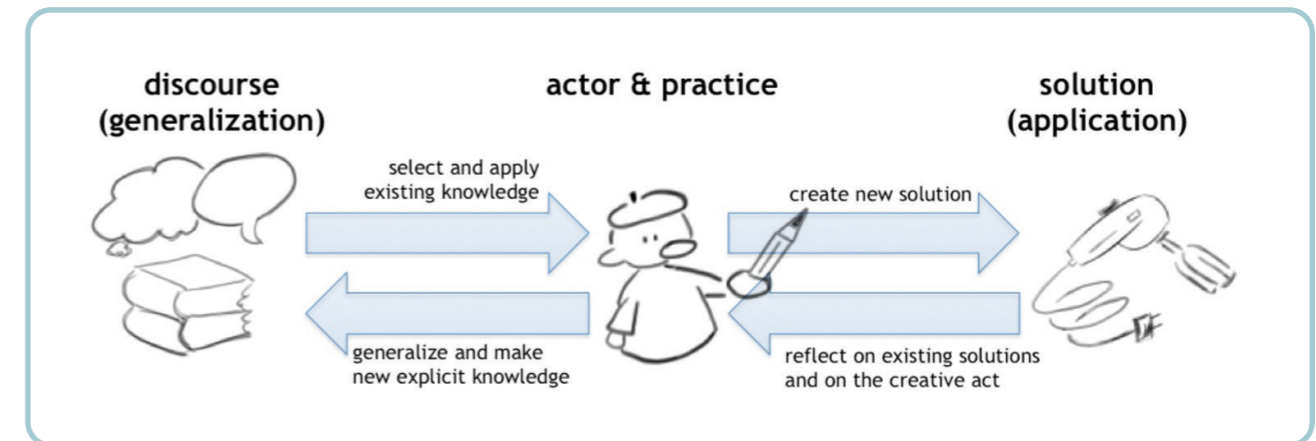 discourse
(generalization)
actor & practice
solution
(application)
select and apply
existing knowledge
create new solution
generalize and make
new explicit knowledge
reflect on existing solutions
and on the creative act